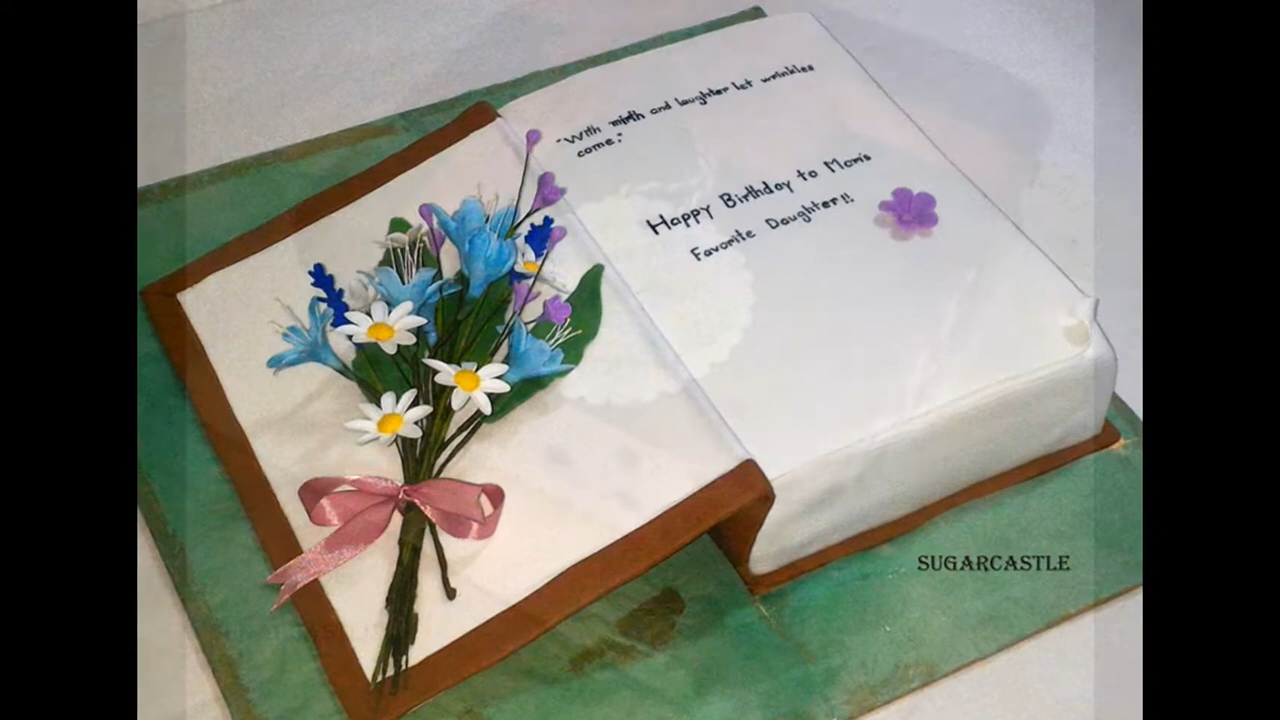 "With mirth and laughter let wrinkles
come."
Happy Birthday to Mom's
Favorite Daughter!!
SUGARCASTLE